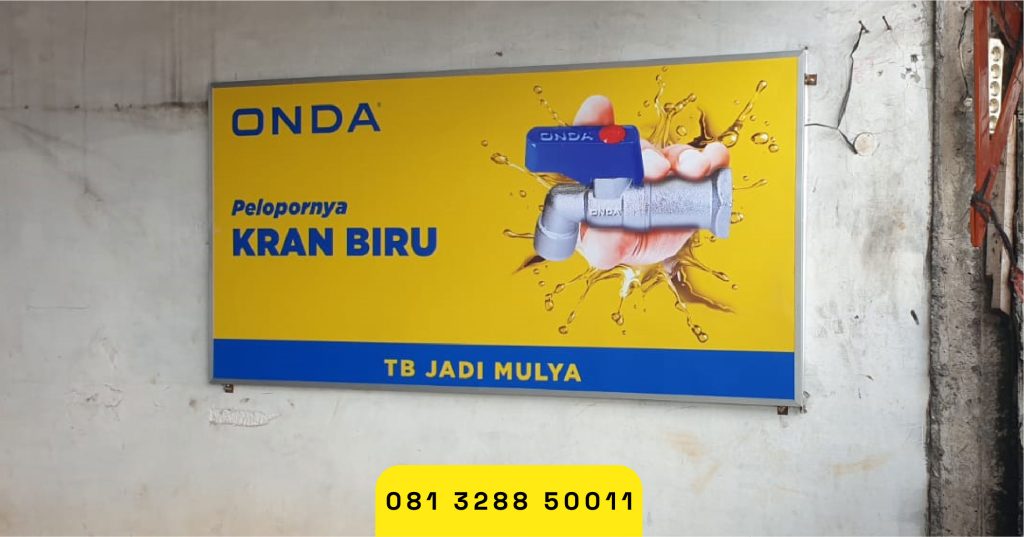 ONDA
ONDA
Pelopornya
KRAN BIRU
ONDA
TB JADI MULYA
081 3288 50011